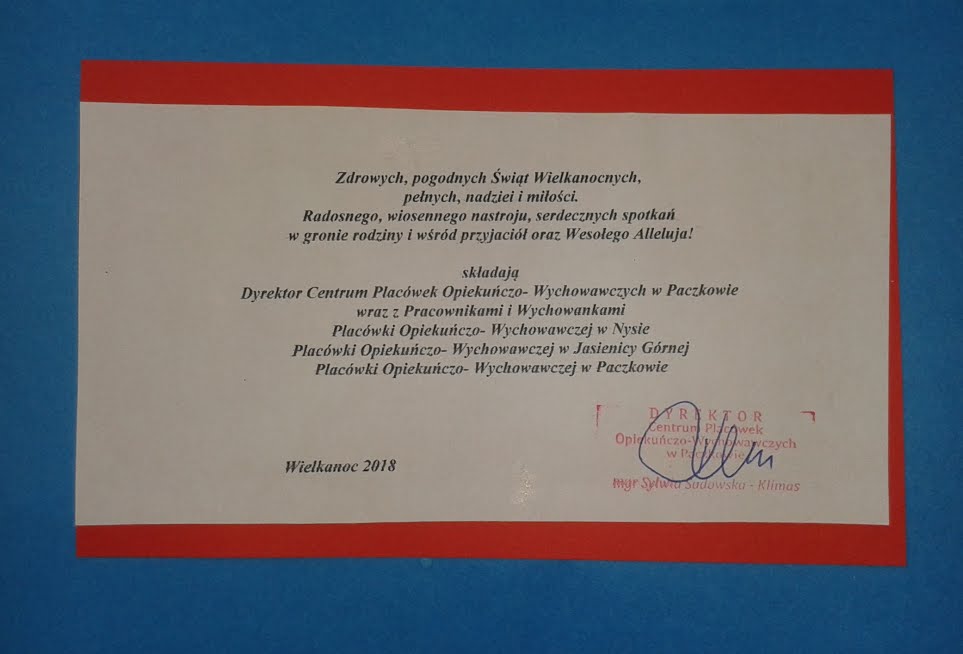 Zdrowych, pogodnych Świąt Wielkanocnych,
pełnych, nadziei i miłości.
Radosnego, wiosennego nastroju, serdecznych spotkań
w gronie rodziny i wśród przyjaciół oraz Wesołego Alleluja!
składają
Dyrektor Centrum Placówek Opiekuńczo- Wychowawczych w Paczkowie
wraz z Pracownikami i Wychowankami
Placówki Opiekuńczo- Wychowawczej w Nysie
Placówki Opiekuńczo- Wychowawczej w Jasienicy Górnej
Placówki Opiekuńczo- Wychowawczej w Paczkowie
DYREKTOR
Centrum Placówek
Opiekuńczo-Wychowawczych
w Paczkowie
mgr Sylwia Sadowska - Klimas
Wielkanoc 2018